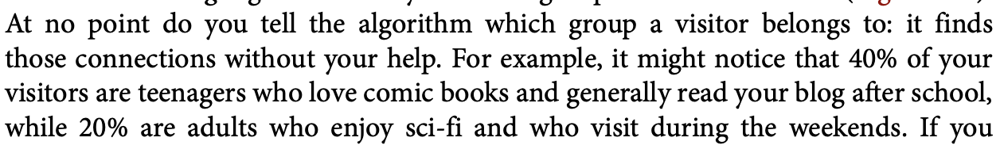 At no point do you tell the algorithm which group a visitor belongs to: it finds
those connections without your help. For example, it might notice that 40% of your
visitors are teenagers who love comic books and generally read your blog after school,
while 20% are adults who enjoy sci-fi and who visit during the weekends. If you